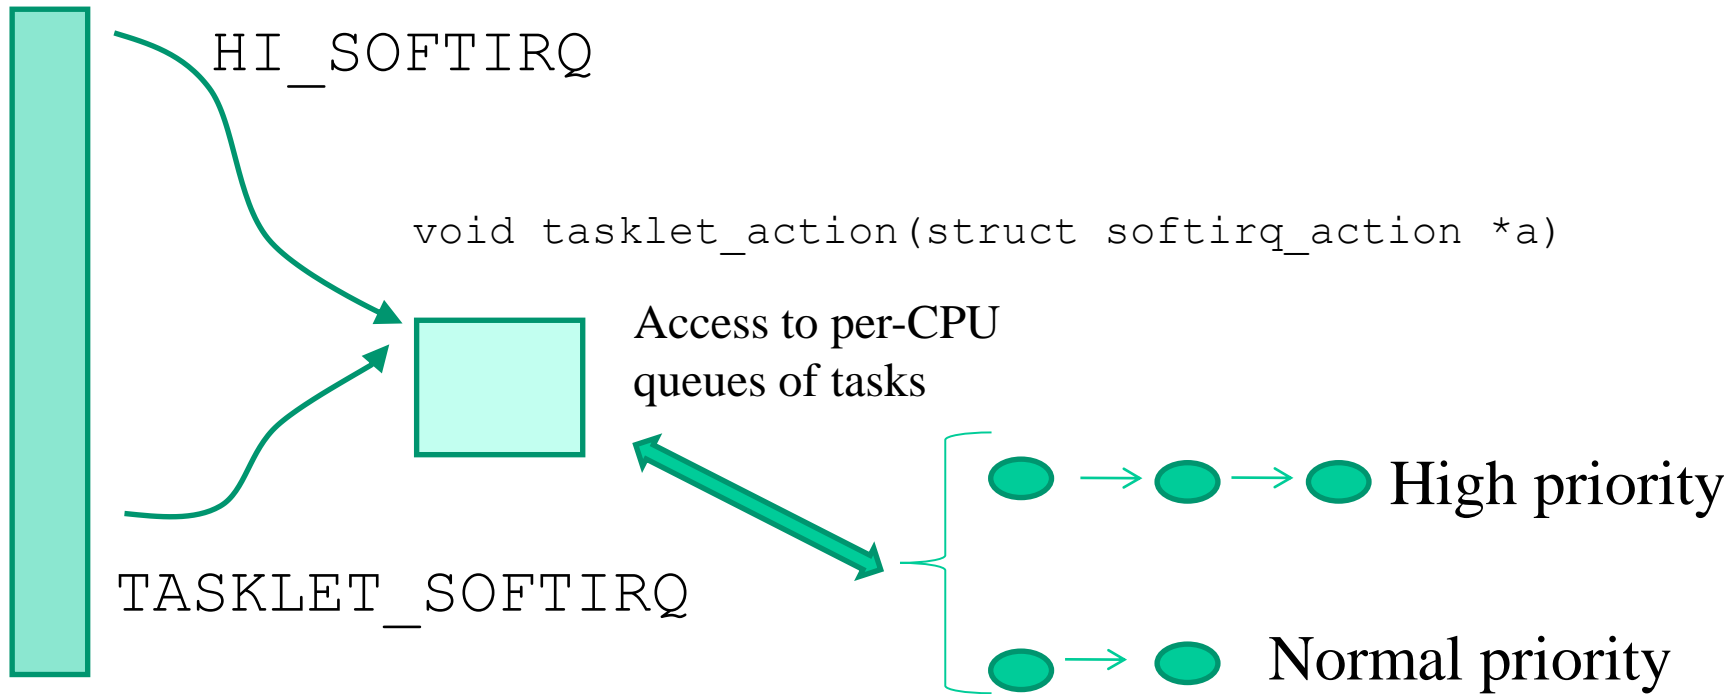 HI_SOFTIRQ
void tasklet_action(struct softirq_action *a)
Access to per-CPU
queues of tasks
High priority
TASKLET_SOFTIRQ
Normal priority